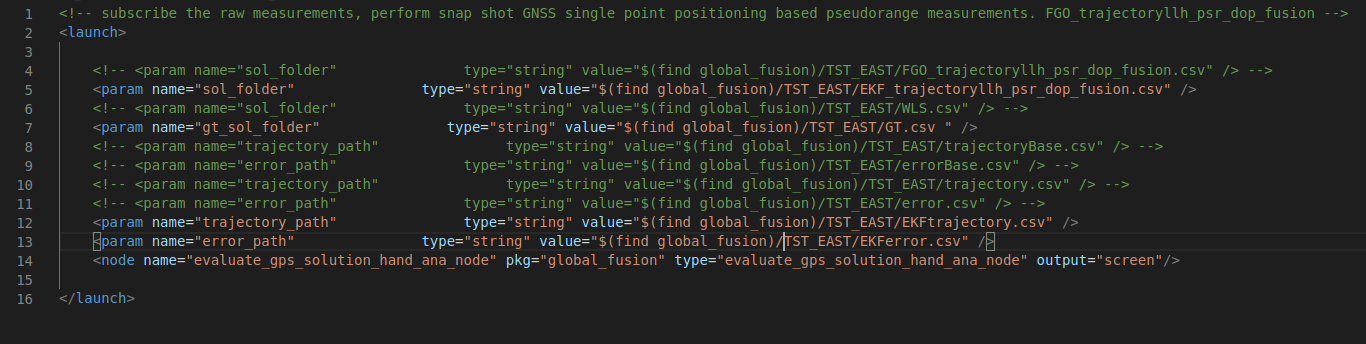 1 <!-- subscribe the raw measurements, perform snap shot GNSS single point positioning based pseudorange measurements. FGO_trajectoryllh_psr_dop_fusion -->
2 <launch>
3
4 <!-- <param name="sol_folder" type="string" value="$(find global_fusion)/TST_EAST/FGO_trajectoryllh_psr_dop_fusion.csv" /> -->
5 <param name="sol_folder" type="string" value="$(find global_fusion)/TST_EAST/EKF_trajectoryllh_psr_dop_fusion.csv" />
6 <!-- <param name="sol_folder" type="string" value="$(find global_fusion)/TST_EAST/WLS.csv" /> -->
7 <param name="gt_sol_folder" type="string" value="$(find global_fusion)/TST_EAST/GT.csv " />
8 <!-- <param name="trajectory_path" type="string" value="$(find global_fusion)/TST_EAST/trajectoryBase.csv" /> -->
9 <!-- <param name="error_path" type="string" value="$(find global_fusion)/TST_EAST/errorBase.csv" /> -->
10 <!-- <param name="trajectory_path" type="string" value="$(find global_fusion)/TST_EAST/trajectory.csv" /> -->
11 <!-- <param name="error_path" type="string" value="$(find global_fusion)/TST_EAST/error.csv" /> -->
12 <param name="trajectory_path" type="string" value="$(find global_fusion)/TST_EAST/EKFtrajectory.csv" />
13 <param name="error_path" type="string" value="$(find global_fusion)/TST_EAST/EKFerror.csv" />
14 <node name="evaluate_gps_solution_hand_ana_node" pkg="global_fusion" type="evaluate_gps_solution_hand_ana_node" output="screen"/>
15
16 </launch>